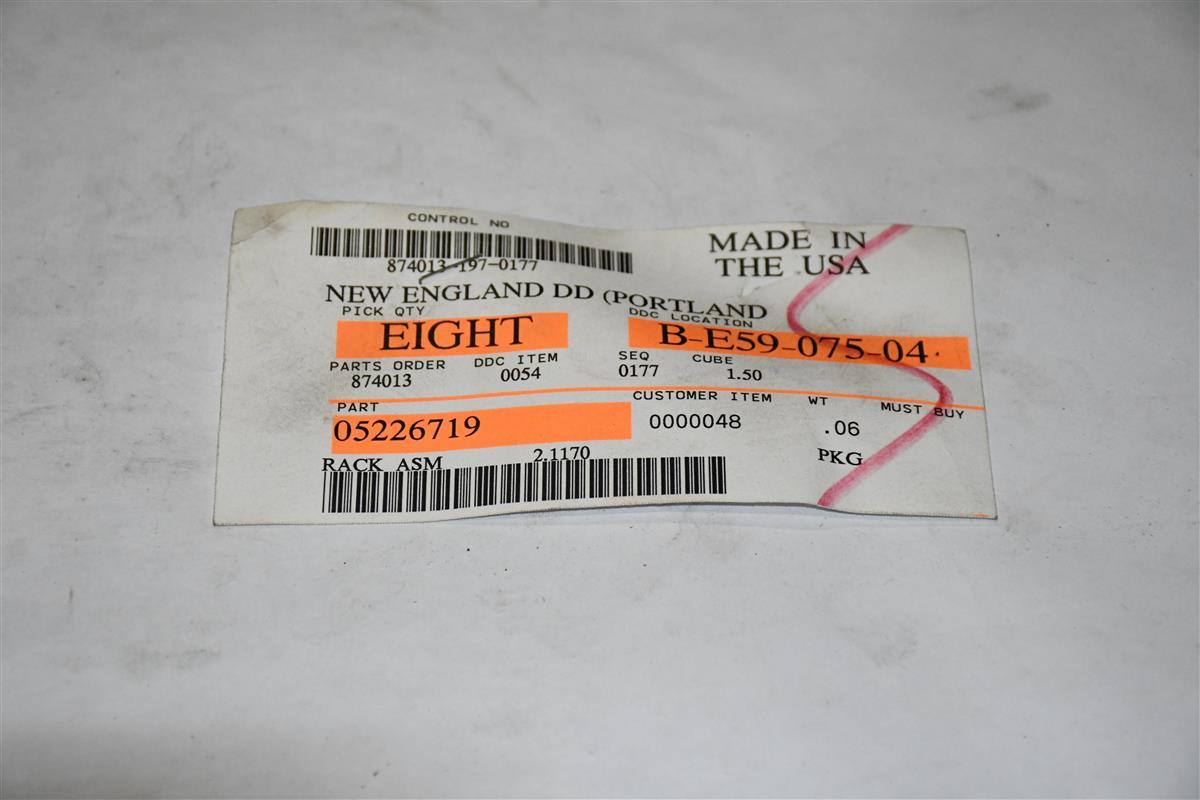 CONTROL NO
874013-197-0177
MADE IN
THE USA
NEW ENGLAND DD (PORTLAND
PICK QTY
EIGHT
DDC LOCATION
B-E59-075-04
PARTS ORDER
874013
DDC ITEM
0054
SEQ
0177
CUBE
1.50
PART
05226719
CUSTOMER ITEM
0000048
WT
.06
MUST BUY
RACK ASM
2.1170
PKG